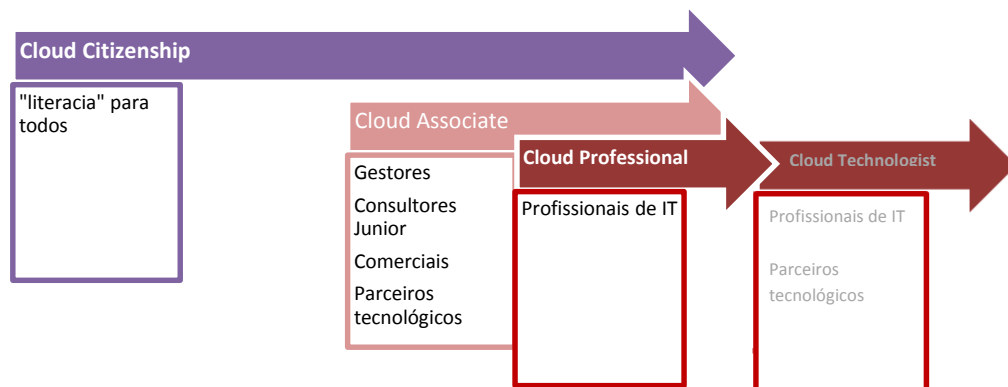 Cloud Citizenship
"literacia" para
todos
Cloud Associate
Gestores
Consultores
Junior
Comerciais
Parceiros
tecnológicos
Cloud Professional
Profissionais de IT
Cloud Technologist
Profissionais de IT
Parceiros
tecnológicos